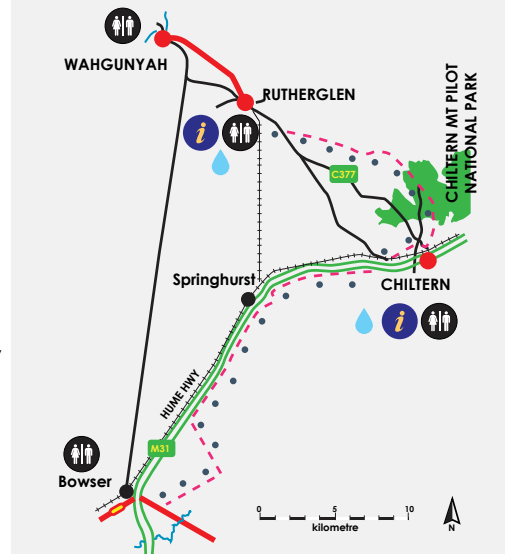 WAHGUNYAH
RUTHERGLEN
i
C377
CHILTERN MT PILOT
NATIONAL PARK
Springhurst
CHILTERN
i
HUME HWY
M31
Bowser
0 5 10
kilometre
N